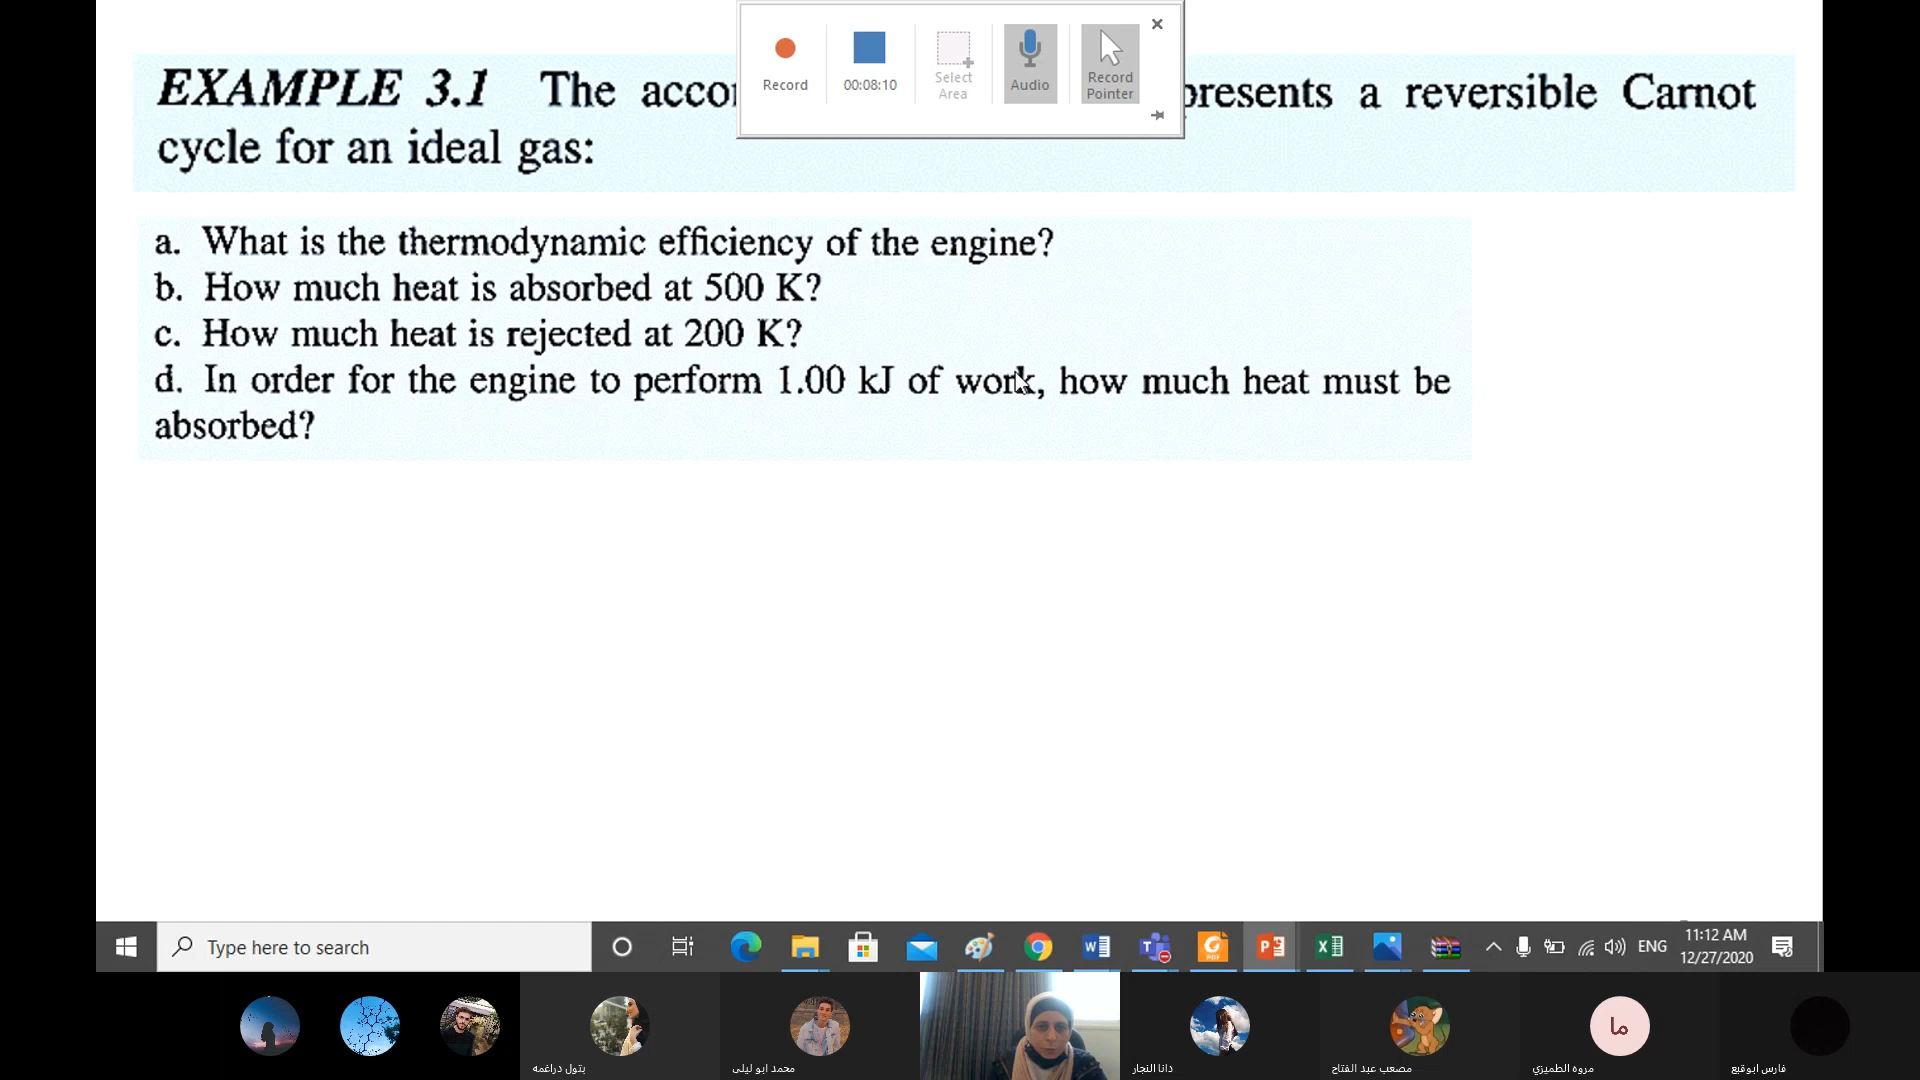 EXAMPLE 3.1 The presents a reversible Carnot
cycle for an ideal gas:
Record
00:08:10
Select
Area
Audio
Record
Pointer
a. What is the thermodynamic efficiency of the engine?
b. How much heat is absorbed at 500 K?
c. How much heat is rejected at 200 K?
d. In order for the engine to perform 1.00 kJ of work, how much heat must be
absorbed?
Type here to search
ENG
11:12 AM
12/27/2020
بتول دراغمه
محمد ابو ليلى
دانا النجار
مصعب عبد الفتاح
ما
مروه الطميزي
فارس ابوقبع